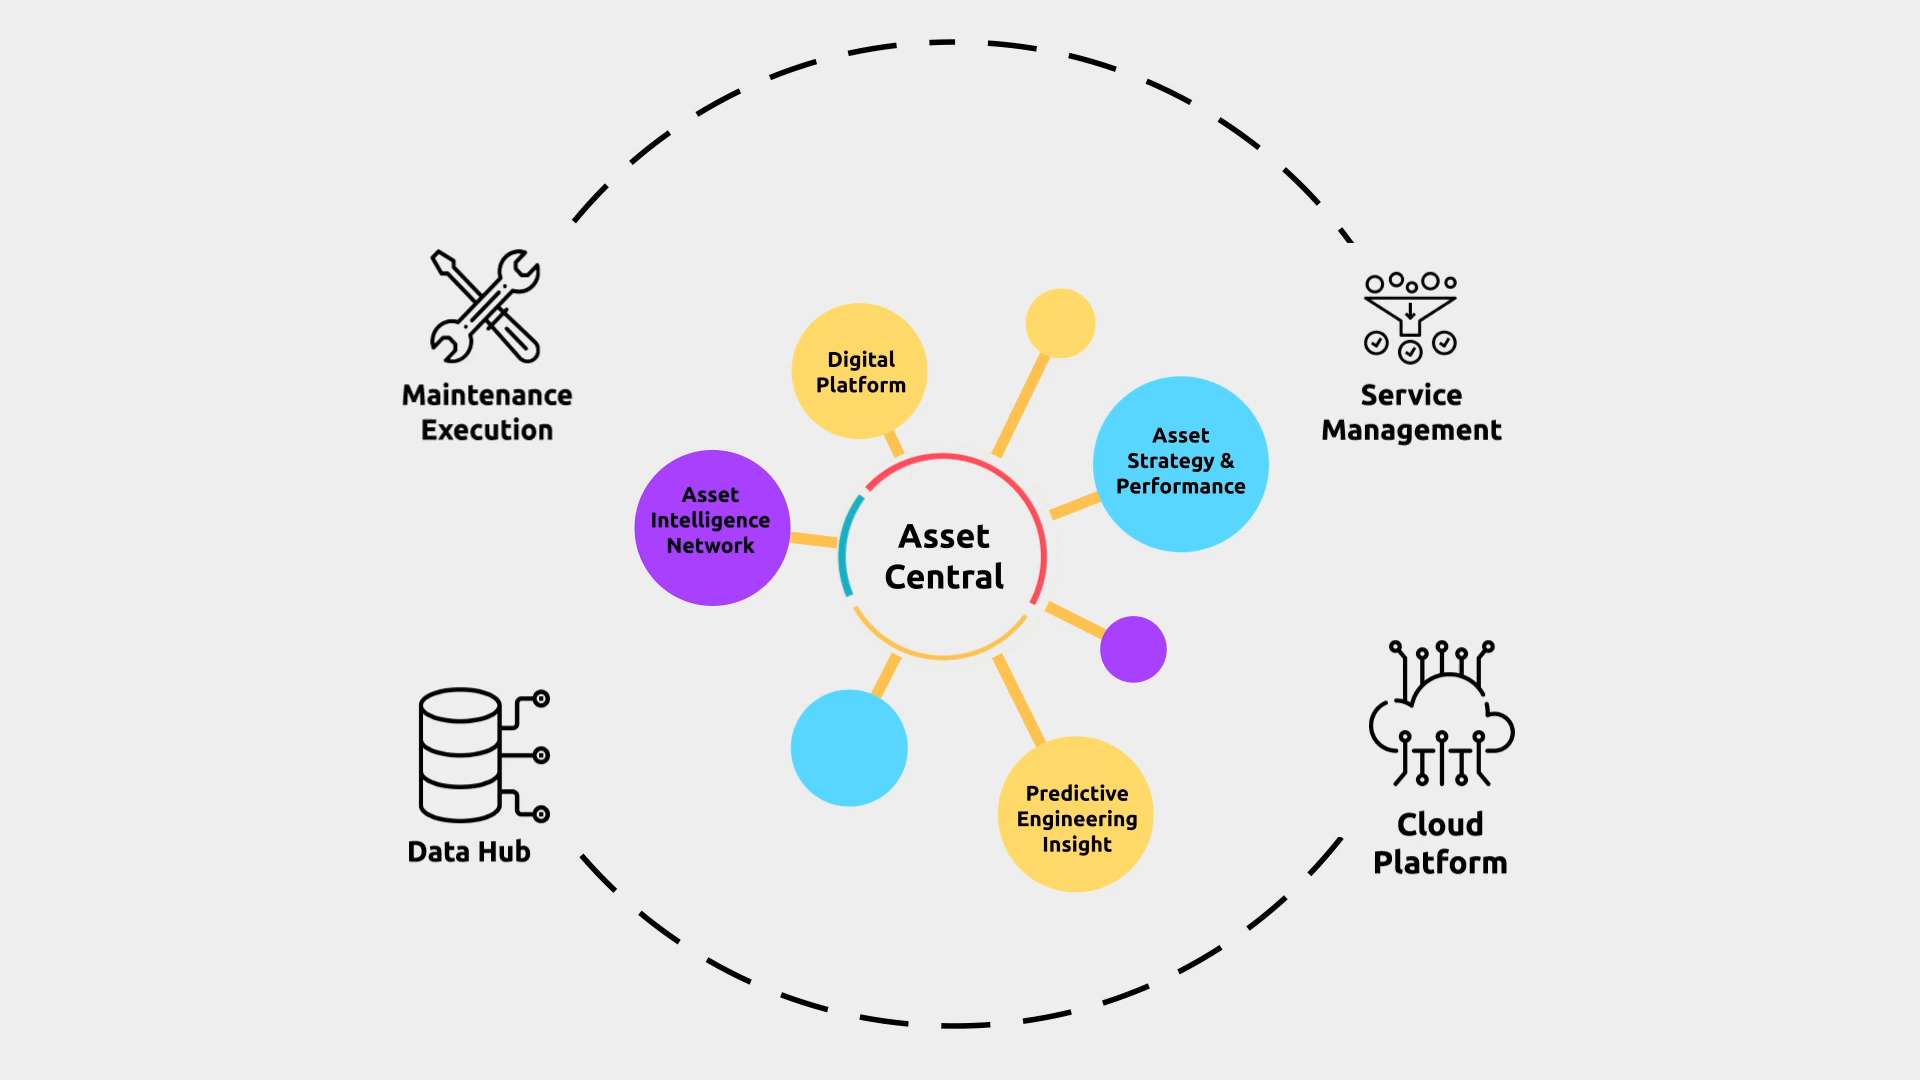 Maintenance
Execution
Service
Management
Digital
Platform
Asset
Strategy &
Performance
Asset
Intelligence
Network
Asset
Central
Predictive
Engineering
Insight
Data Hub
Cloud
Platform